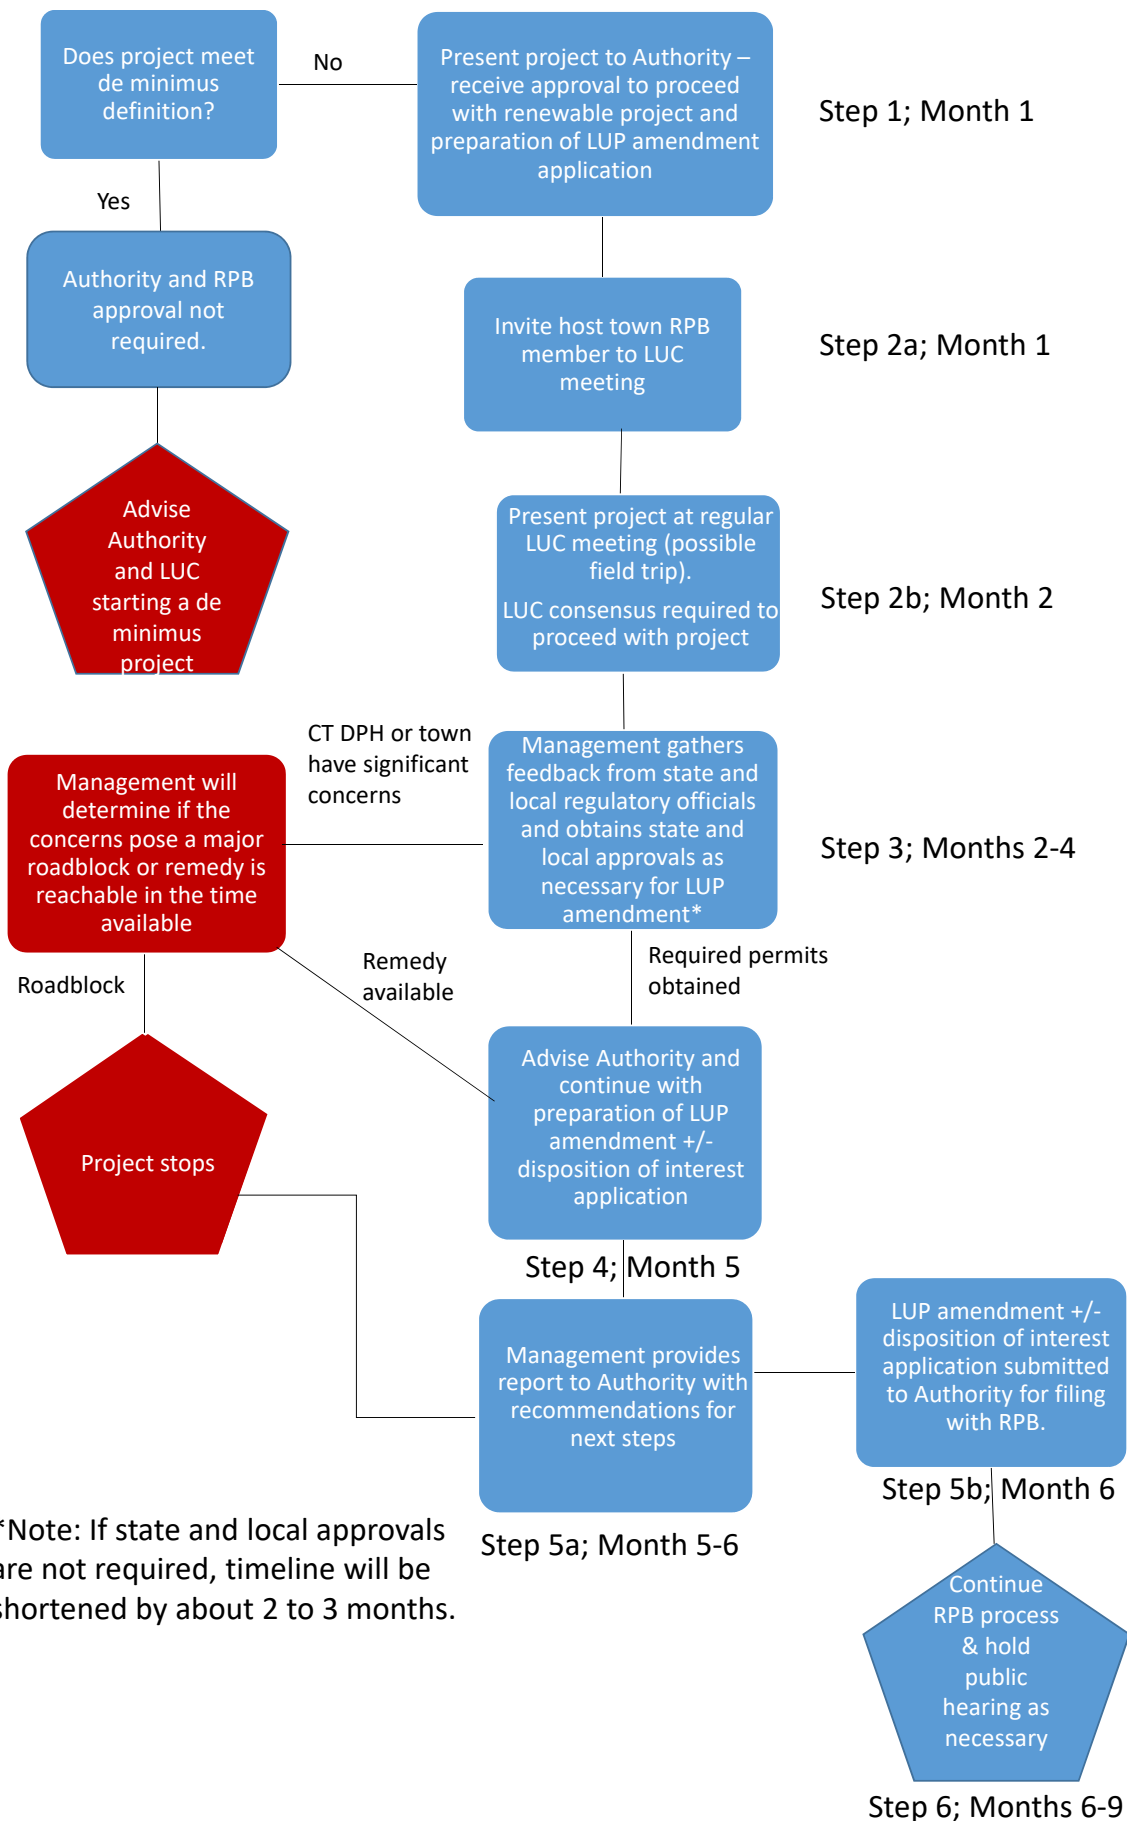 Does project meet
de minimus
definition?
No
Present project to Authority –
receive approval to proceed
with renewable project and
preparation of LUP amendment
application
Step 1; Month 1
Yes
Authority and RPB
approval not
required.
Invite host town RPB
member to LUC
meeting
Step 2a; Month 1
Advise
Authority
and LUC
starting a de
minimus
project
Present project at regular
LUC meeting (possible
field trip).
LUC consensus required to
proceed with project
Step 2b; Month 2
CT DPH or town
have significant
concerns
Management will
determine if the
concerns pose a major
roadblock or remedy is
reachable in the time
available
Management gathers
feedback from state and
local regulatory officials
and obtains state and
local approvals as
necessary for LUP
amendment*
Step 3; Months 2-4
Roadblock
Remedy
available
Required permits
obtained
Project stops
Advise Authority and
continue with
preparation of LUP
amendment +/-
disposition of interest
application
Step 4; Month 5
Management provides
report to Authority with
recommendations for
next steps
Step 5a; Month 5-6
LUP amendment +/-
disposition of interest
application submitted
to Authority for filing
with RPB.
Step 5b; Month 6
*Note: If state and local approvals
are not required, timeline will be
shortened by about 2 to 3 months.
Continue
RPB process
& hold
public
hearing as
necessary
Step 6; Months 6-9